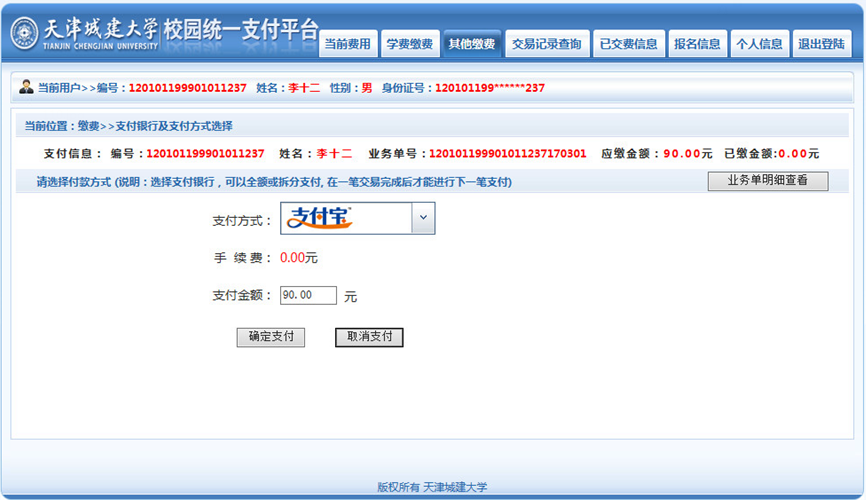 天津城建大学 校园统一支付平台
TIANJIN CHENGJIAN UNIVERSITY
当前费用 学费缴费 其他缴费 交易记录查询 已交费信息 报名信息 个人信息 退出登陆
当前用户>>编号：120101199901011237 姓名：李十二 性别：男 身份证号：120101199******237
当前位置：缴费>>支付银行及支付方式选择
支付信息： 编号：120101199901011237 姓名：李十二 业务单号：120101199901011237170301 应缴金额：90.00元 已缴金额:0.00元
请选择付款方式 (说明：选择支付银行，可以全额或拆分支付, 在一笔交易完成后才能进行下一笔支付) 业务单明细查看
支付方式： 支付宝
手 续 费： 0.00元
支付金额： 90.00 元
确定支付 取消支付
版权所有 天津城建大学